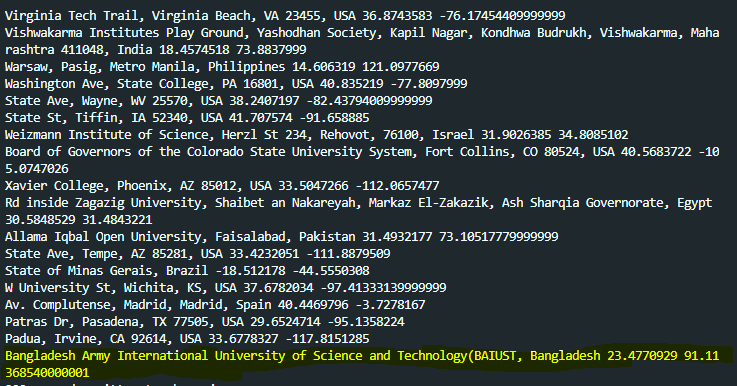 Virginia Tech Trail, Virginia Beach, VA 23455, USA 36.8743583 -76.17454409999999
Vishwakarma Institutes Play Ground, Yashodhan Society, Kapil Nagar, Kondhwa Budrukh, Vishwakarma, Maha
rashtra 411048, India 18.4574518 73.8837999
Warsaw, Pasig, Metro Manila, Philippines 14.606319 121.0977669
Washington Ave, State College, PA 16801, USA 40.835219 -77.8097999
State Ave, Wayne, WV 25570, USA 38.2407197 -82.43794009999999
State St, Tiffin, IA 52340, USA 41.707574 -91.658885
Weizmann Institute of Science, Herzl St 234, Rehovot, 76100, Israel 31.9026385 34.8085102
Board of Governors of the Colorado State University System, Fort Collins, CO 80524, USA 40.5683722 -10
5.0747026
Xavier College, Phoenix, AZ 85012, USA 33.5047266 -112.0657477
Rd inside Zagazig University, Shaibet an Nakareyah, Markaz El-Zakazik, Ash Sharqia Governorate, Egypt
30.5848529 31.4843221
Allama Iqbal Open University, Faisalabad, Pakistan 31.4932177 73.10517779999999
State Ave, Tempe, AZ 85281, USA 33.4232051 -111.8879509
State of Minas Gerais, Brazil -18.512178 -44.5550308
W University St, Wichita, KS, USA 37.6782034 -97.41333139999999
Av. Complutense, Madrid, Madrid, Spain 40.4469796 -3.7278167
Patras Dr, Pasadena, TX 77505, USA 29.6524714 -95.1358224
Padua, Irvine, CA 92614, USA 33.6778327 -117.8151285
Bangladesh Army International University of Science and Technology(BAIUST, Bangladesh 23.4770929 91.11
368540000001